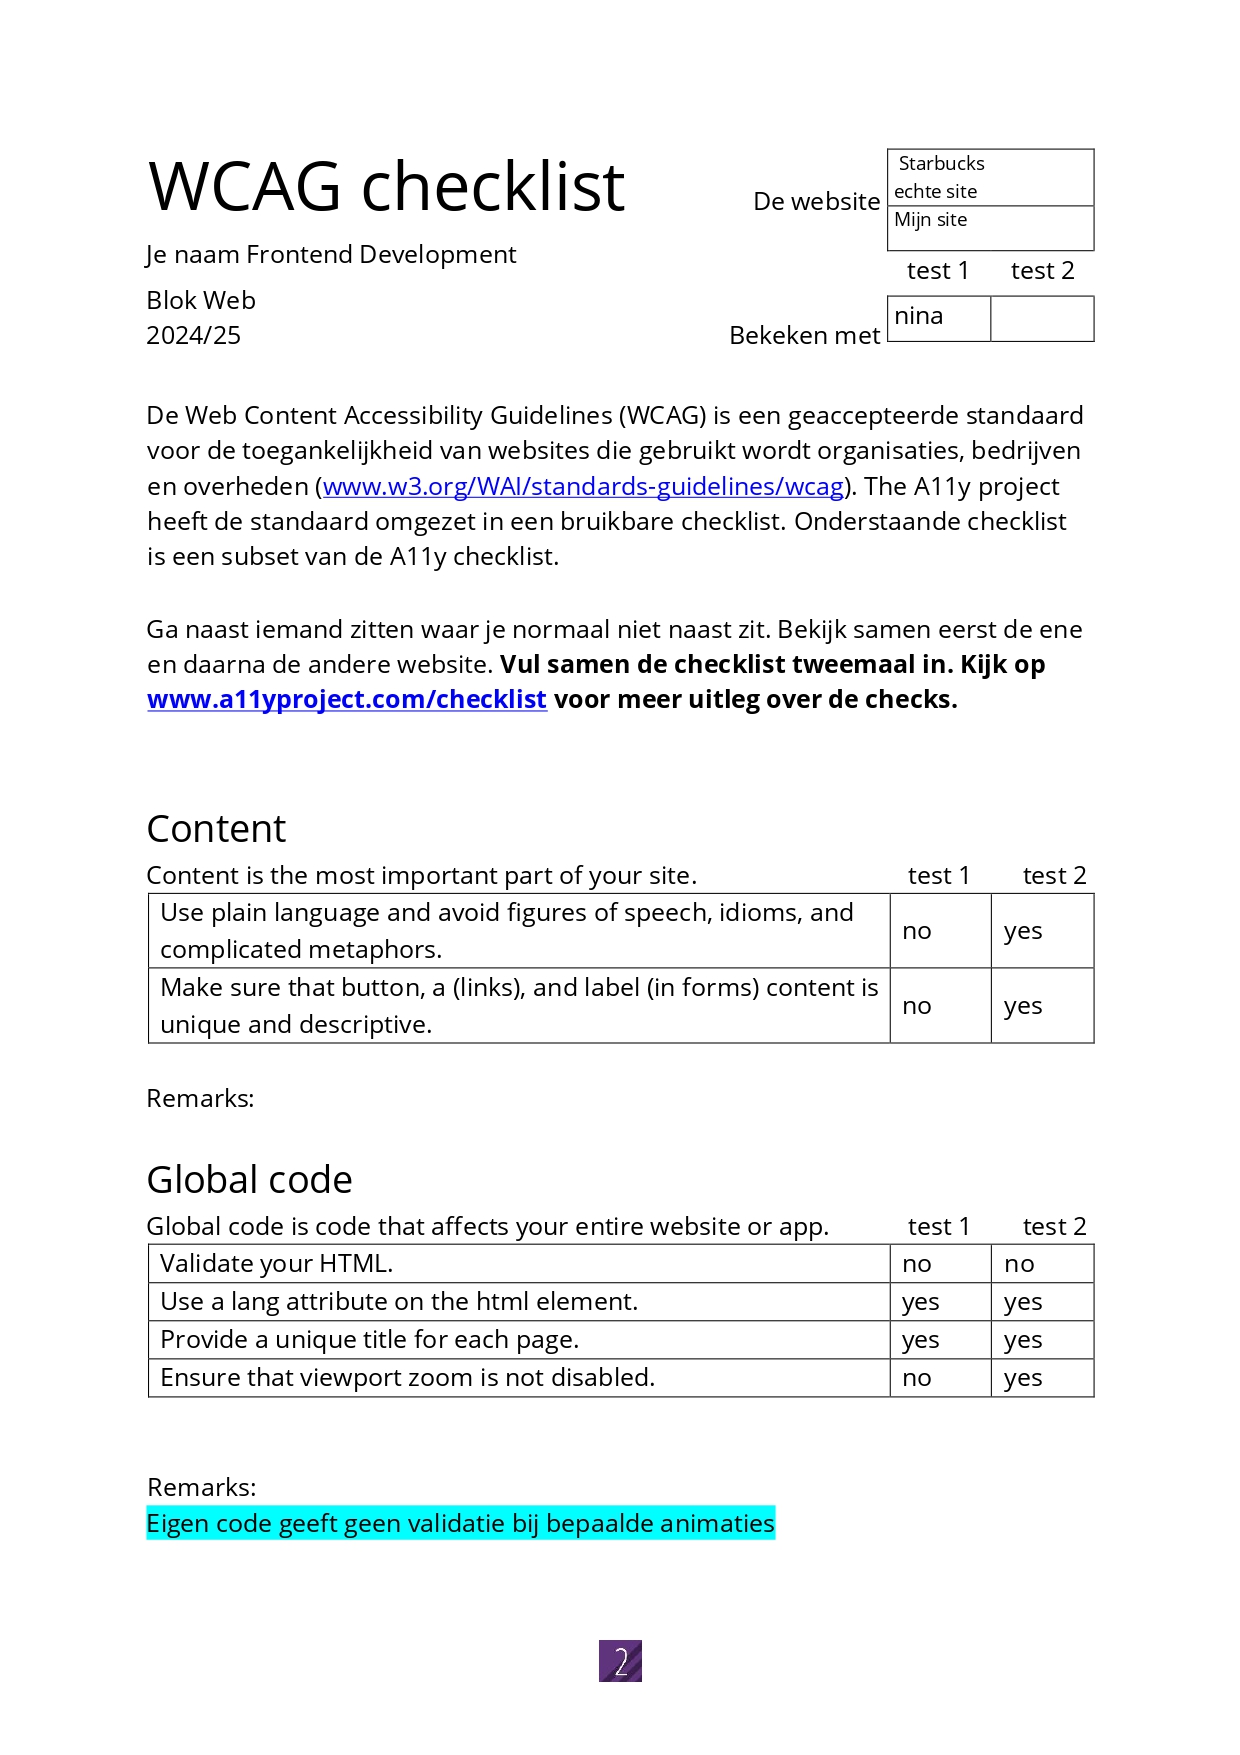 WCAG checklist
De website
Starbucks
echte site
Mijn site
Je naam Frontend Development
test 1 test 2
Blok Web
2024/25
Bekeken met
nina
De Web Content Accessibility Guidelines (WCAG) is een geaccepteerde standaard
voor de toegankelijkheid van websites die gebruikt wordt organisaties, bedrijven
en overheden (www.w3.org/WAI/standards-guidelines/wcag). The A11y project
heeft de standaard omgezet in een bruikbare checklist. Onderstaande checklist
is een subset van de A11y checklist.
Ga naast iemand zitten waar je normaal niet naast zit. Bekijk samen eerst de ene
en daarna de andere website. Vul samen de checklist tweemaal in. Kijk op
www.a11yproject.com/checklist voor meer uitleg over de checks.
Content
Content is the most important part of your site. test 1 test 2
Use plain language and avoid figures of speech, idioms, and
complicated metaphors. no yes
Make sure that button, a (links), and label (in forms) content is
unique and descriptive. no yes
Remarks:
Global code
Global code is code that affects your entire website or app. test 1 test 2
Validate your HTML. no no
Use a lang attribute on the html element. yes yes
Provide a unique title for each page. yes yes
Ensure that viewport zoom is not disabled. no yes
Remarks:
Eigen code geeft geen validatie bij bepaalde animaties
2